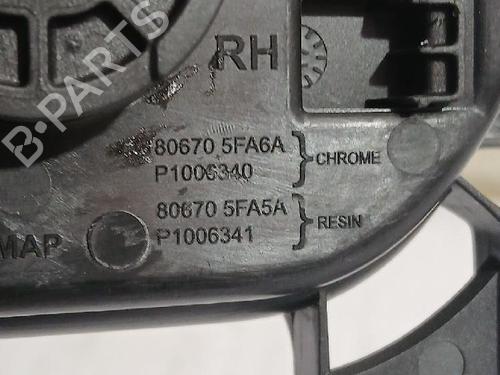 RH
80670 5FA6A
P1006340
CHROME
80670 5FA5A
P1006341
RESIN
MAP
B-PARTS